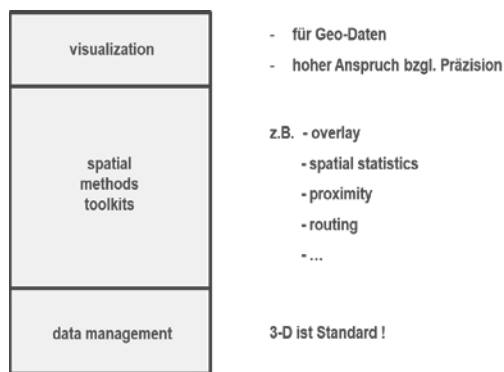 visualization
- für Geo-Daten
- hoher Anspruch bzgl. Präzision
spatial
methods
toolkits
z.B. - overlay
- spatial statistics
- proximity
- routing
- ...
data management
3-D ist Standard !